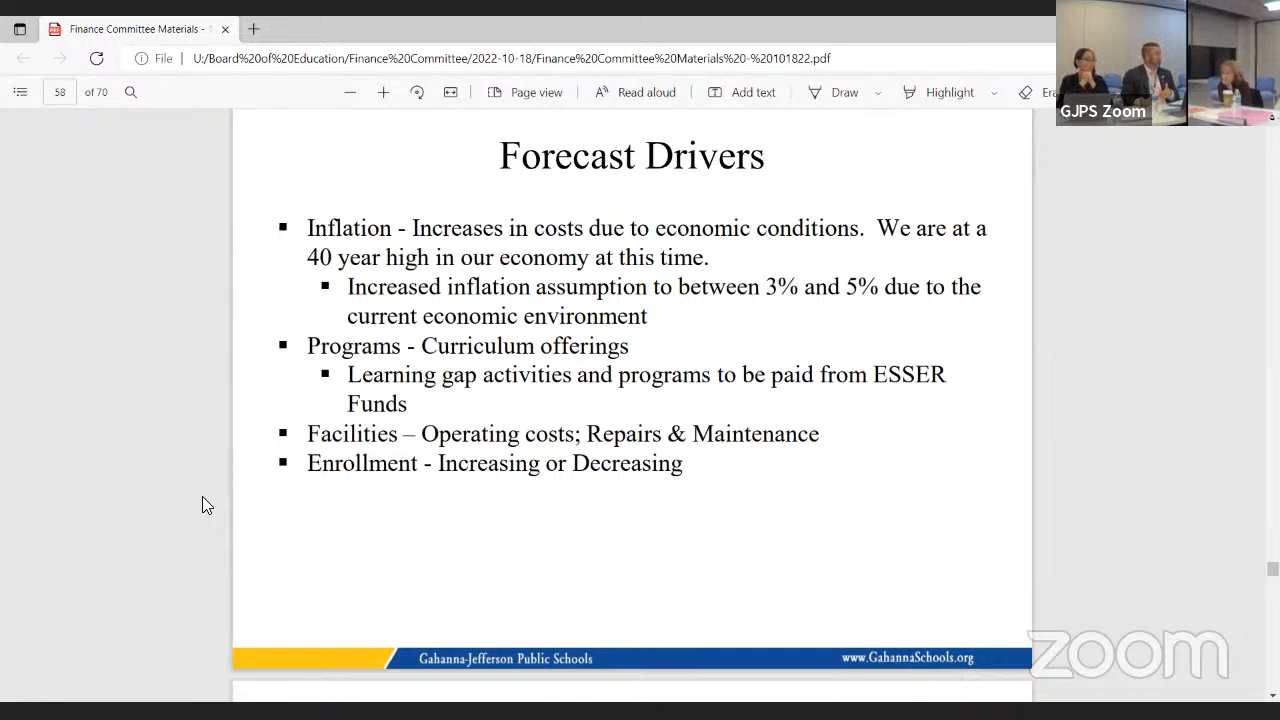 Finance Committee Materials -
File U:/Board%20of%20Education/Finance%20Committee/2022-10-18/Finance%20Committee%20Materials%20-%20101822.pdf
58 of 70 Page view Read aloud Add text Draw Highlight
GJPS Zoom
Forecast Drivers
▪ Inflation - Increases in costs due to economic conditions. We are at a
40 year high in our economy at this time.
▪ Increased inflation assumption to between 3% and 5% due to the
current economic environment
▪ Programs - Curriculum offerings
▪ Learning gap activities and programs to be paid from ESSER
Funds
▪ Facilities – Operating costs; Repairs & Maintenance
▪ Enrollment - Increasing or Decreasing
Gahanna-Jefferson Public Schools www.GahannaSchools.org
zoom